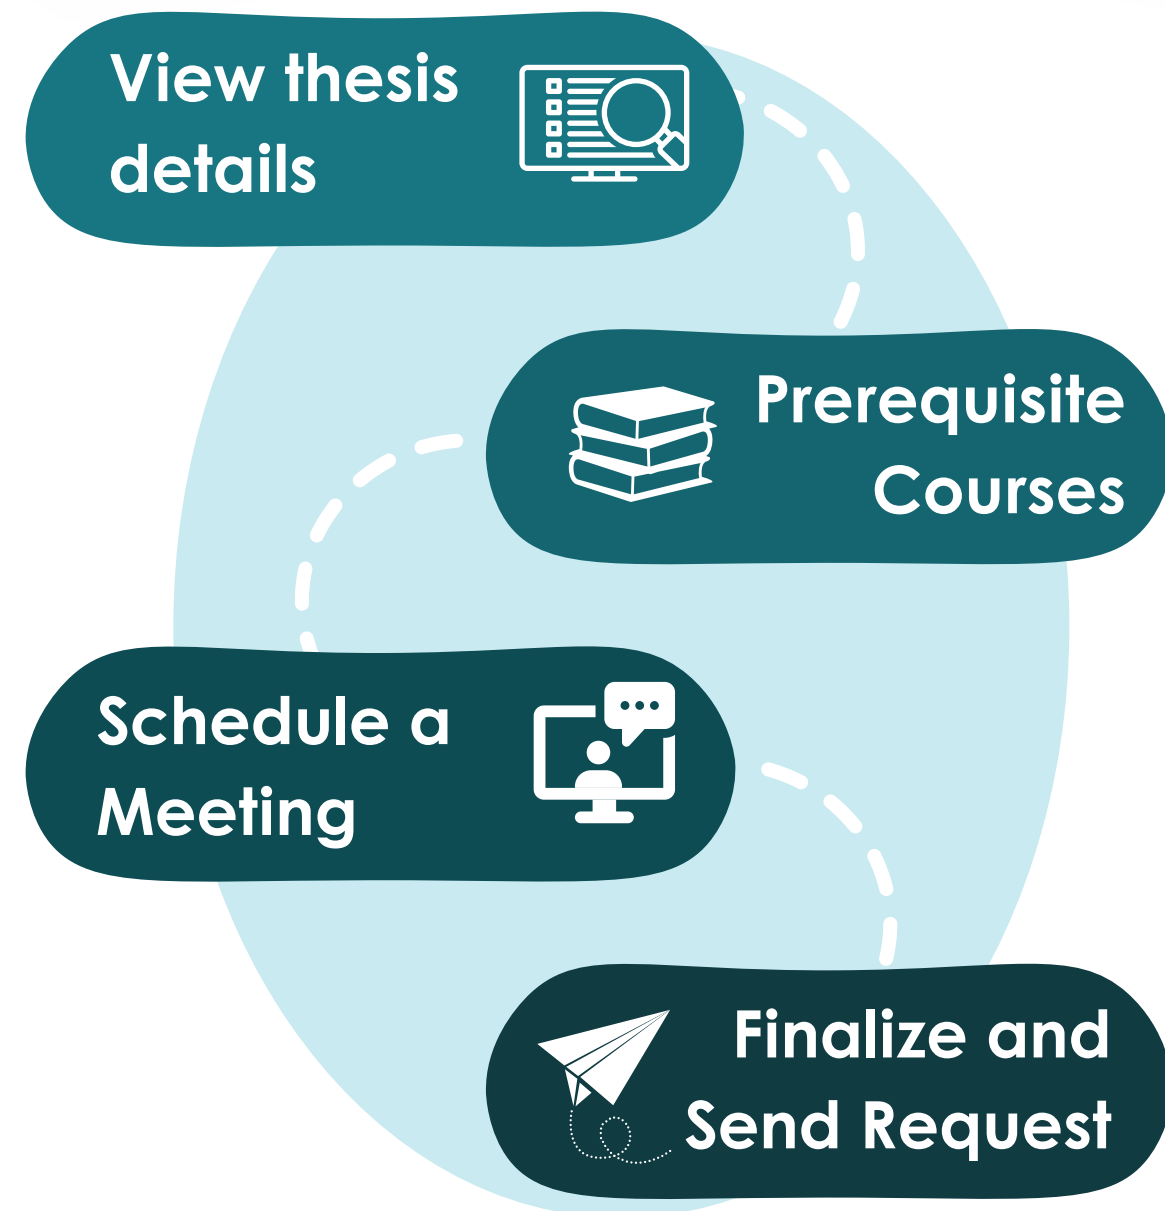 View thesis
details
Prerequisite
Courses
Schedule a
Meeting
Finalize and
Send Request